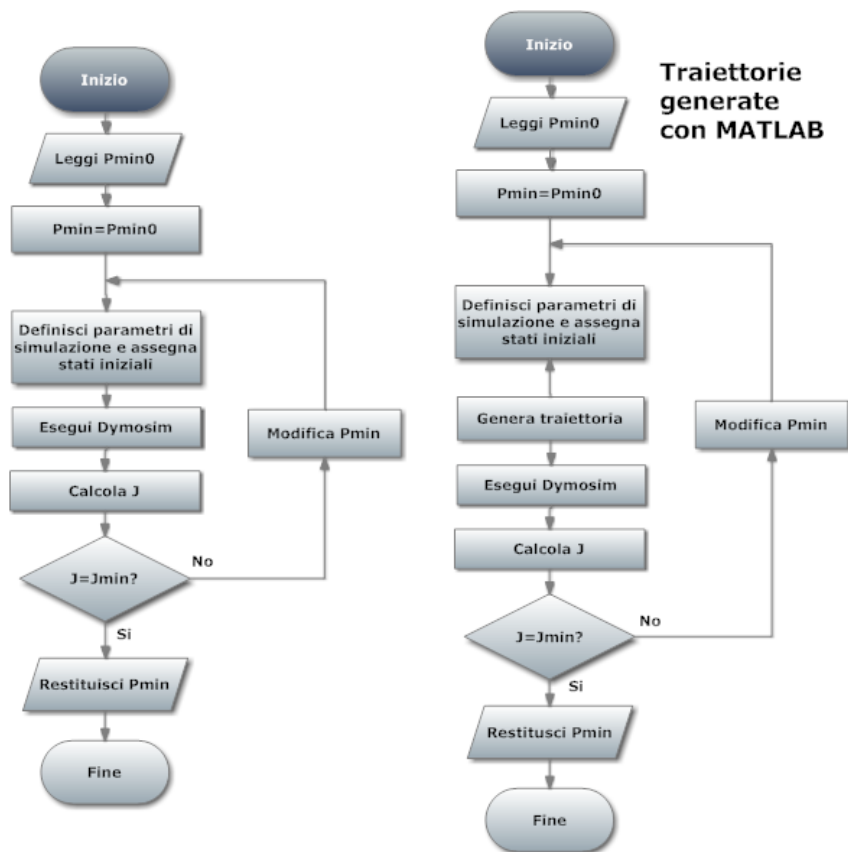 Inizio
Leggi Pmin0
Pmin=Pmin0
Definisci parametri di
simulazione e assegna
stati iniziali
Esegui Dymosim
Modifica Pmin
Calcola J
J=Jmin?
No
Si
Restituisci Pmin
Fine
Traiettorie
generate
con MATLAB
Inizio
Leggi Pmin0
Pmin=Pmin0
Definisci parametri di
simulazione e assegna
stati iniziali
Genera traiettoria
Modifica Pmin
Esegui Dymosim
Calcola J
J=Jmin?
No
Si
Restitusci Pmin
Fine